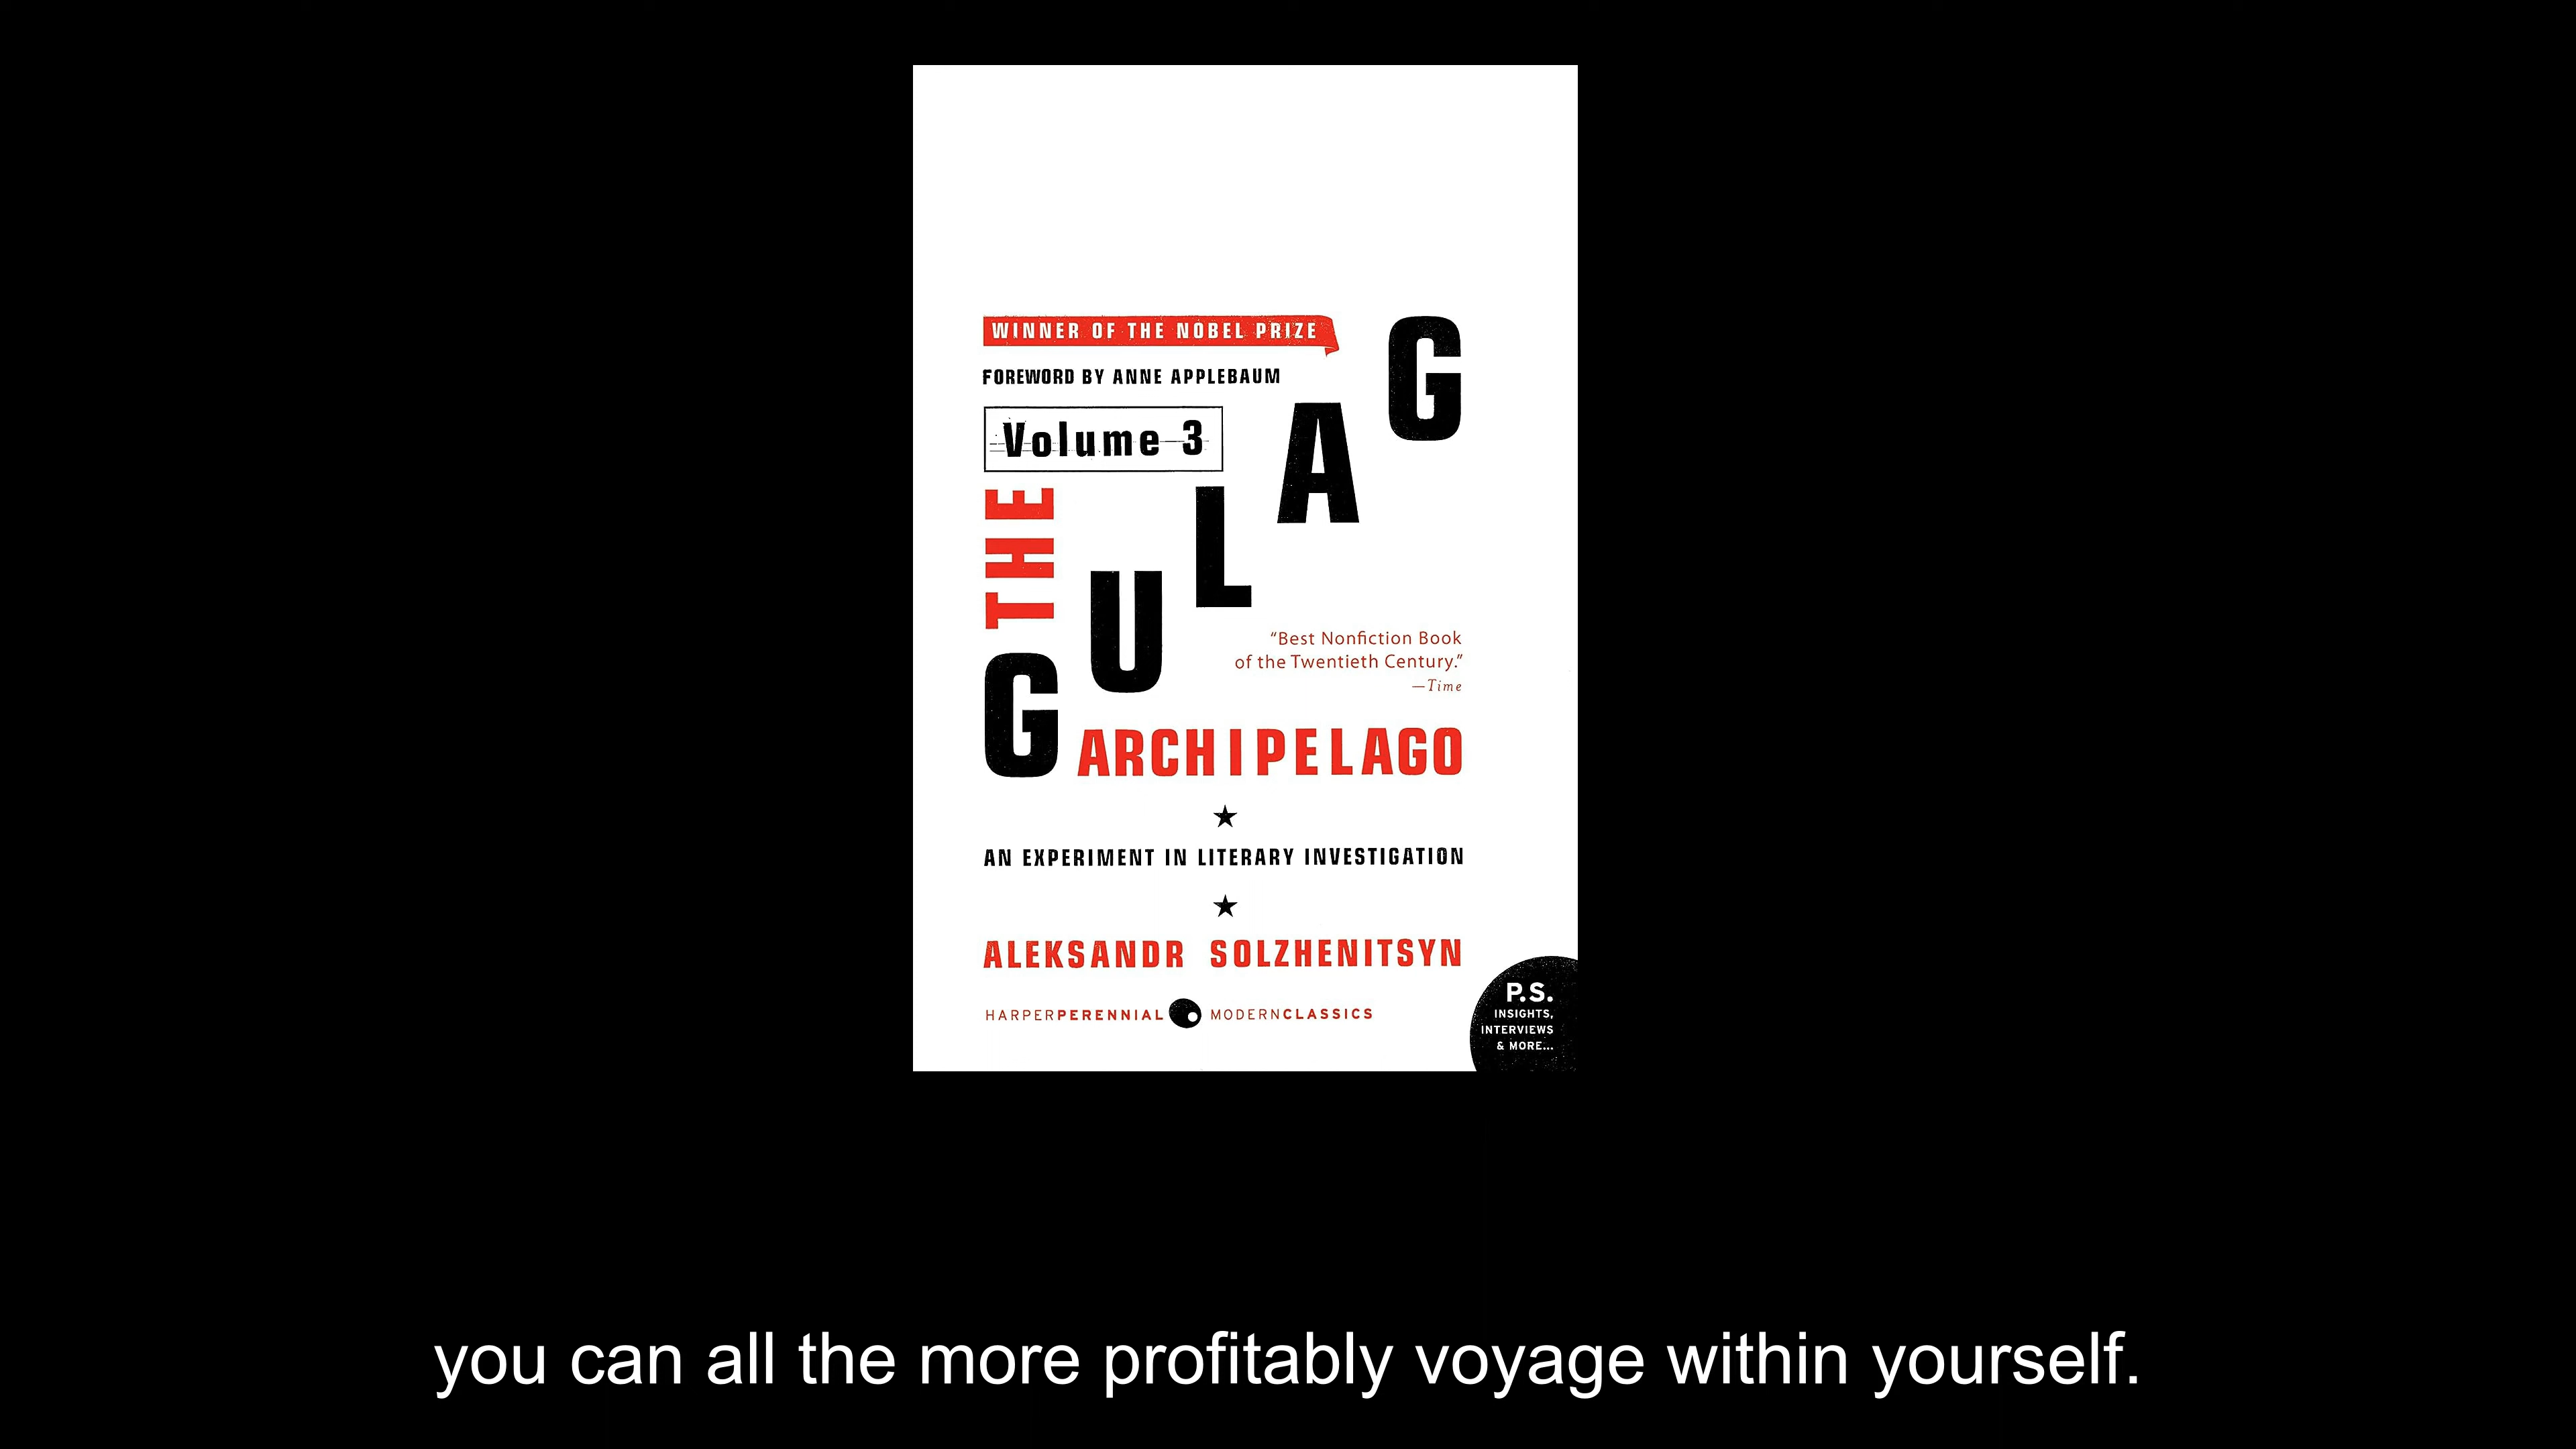 WINNER OF THE NOBEL PRIZE
FOREWORD BY ANNE APPLEBAUM
Volume 3
THE
GULAG
"Best Nonfiction Book
of the Twentieth Century."
—Time
ARCHIPELAGO
AN EXPERIMENT IN LITERARY INVESTIGATION
ALEKSANDR SOLZHENITSYN
HARPERPERENNIAL MODERNCLASSICS
P.S.
INSIGHTS,
INTERVIEWS
& MORE...
you can all the more profitably voyage within yourself.